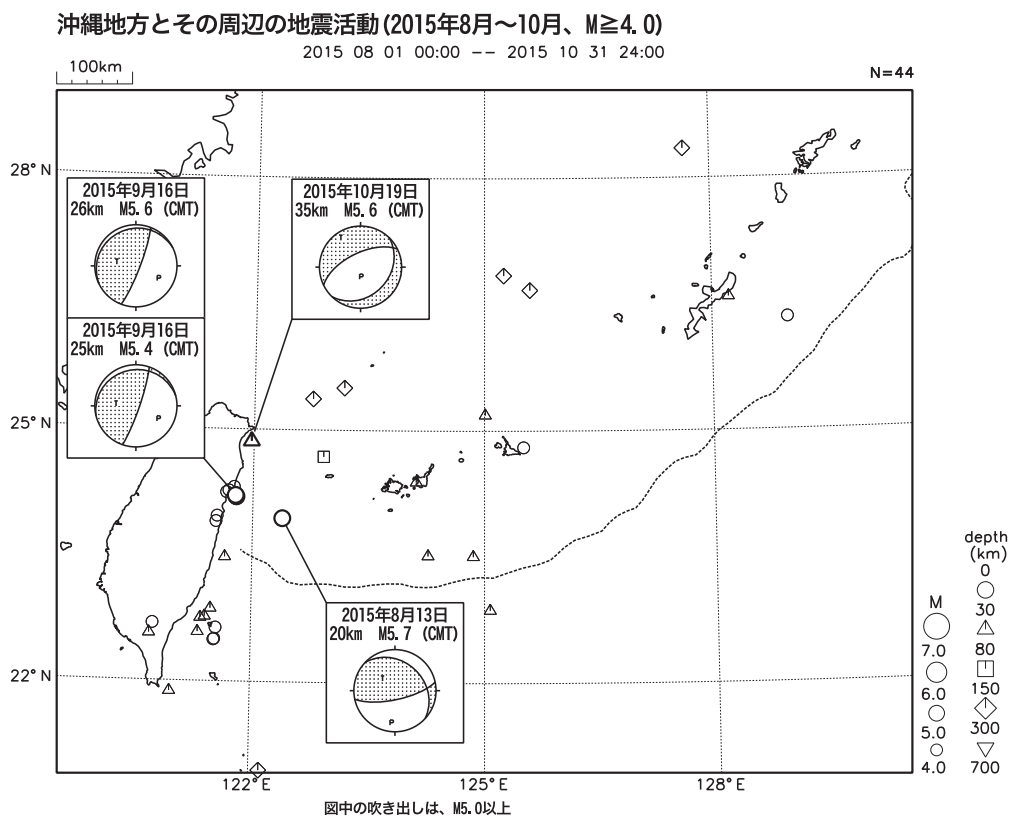 沖縄地方とその周辺の地震活動(2015年8月～10月、M≧4.0)
2015 08 01 00:00 -- 2015 10 31 24:00
100km
N=44
28°N
2015年9月16日
26km M5.6 (CMT)
T
P
2015年10月19日
35km M5.6 (CMT)
T
P
2015年9月16日
25km M5.4 (CMT)
T
P
25°N
2015年8月13日
20km M5.7 (CMT)
T
P
22°N
122°E
125°E
128°E
M
7.0
6.0
5.0
4.0
depth
(km)
0
30
80
150
300
700
図中の吹き出しは、M5.0以上